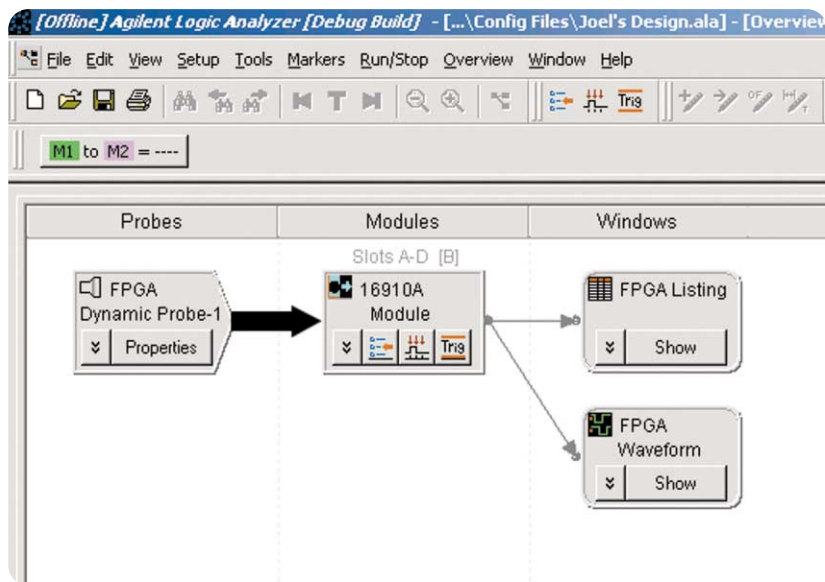 [Offline] Agilent Logic Analyzer [Debug Build] - [...\Config Files\Joel's Design.ala] - [Overview
File Edit View Setup Tools Markers Run/Stop Overview Window Help
T Trig OF
M1 to M2 = ----
Probes Modules Windows
Slots A-D [B]
FPGA
Dynamic Probe-1
Properties
16910A
Module
Trig
FPGA Listing
Show
FPGA
Waveform
Show